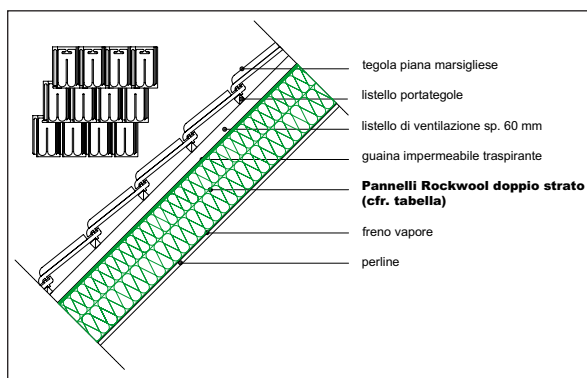 tegola piana marsigliese
listello portategole
listello di ventilazione sp. 60 mm
guaina impermeabile traspirante
Pannelli Rockwool doppio strato
(cfr. tabella)
freno vapore
perline